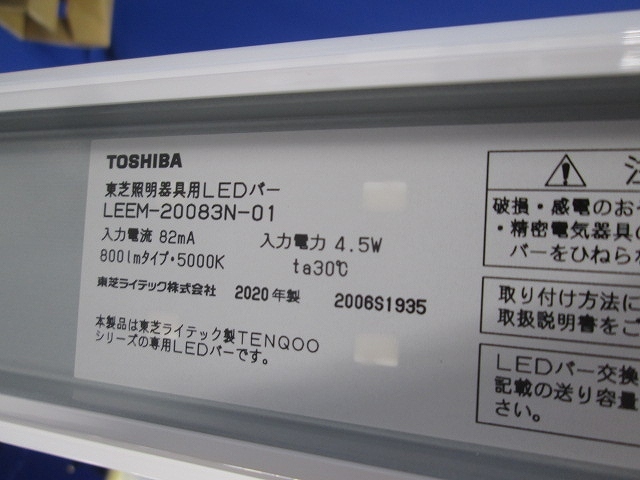 TOSHIBA
東芝照明器具用LEDバー
LEEM-20083N-01
入力電流 82mA 入力電力 4.5W
800lmタイプ・5000K ta30℃
東芝ライテック株式会社 2020年製 2006S1935
本製品は東芝ライテック製TENQOO
シリーズの専用LEDバーです。
破損・感電のお
・精密電気器具の
バーをひねら
取り付け方法に
取扱説明書をご
LEDバー交換
記載の送り容量
さい。